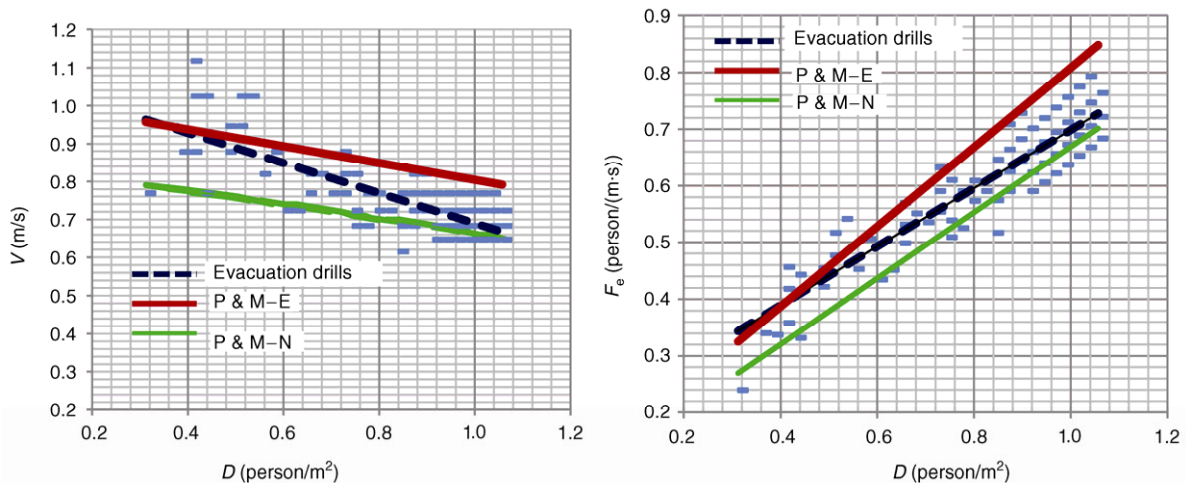 1.2
1.1
1.0
0.9
0.8
0.7
0.6
0.5
0.4
0.3
0.2
V (m/s)
Evacuation drills
P & M–E
P & M–N
0.2 0.4 0.6 0.8 1.0 1.2
D (person/m²)
0.9
0.8
0.7
0.6
0.5
0.4
0.3
0.2
Fe (person/(m·s))
Evacuation drills
P & M–E
P & M–N
0.2 0.4 0.6 0.8 1.0 1.2
D (person/m²)